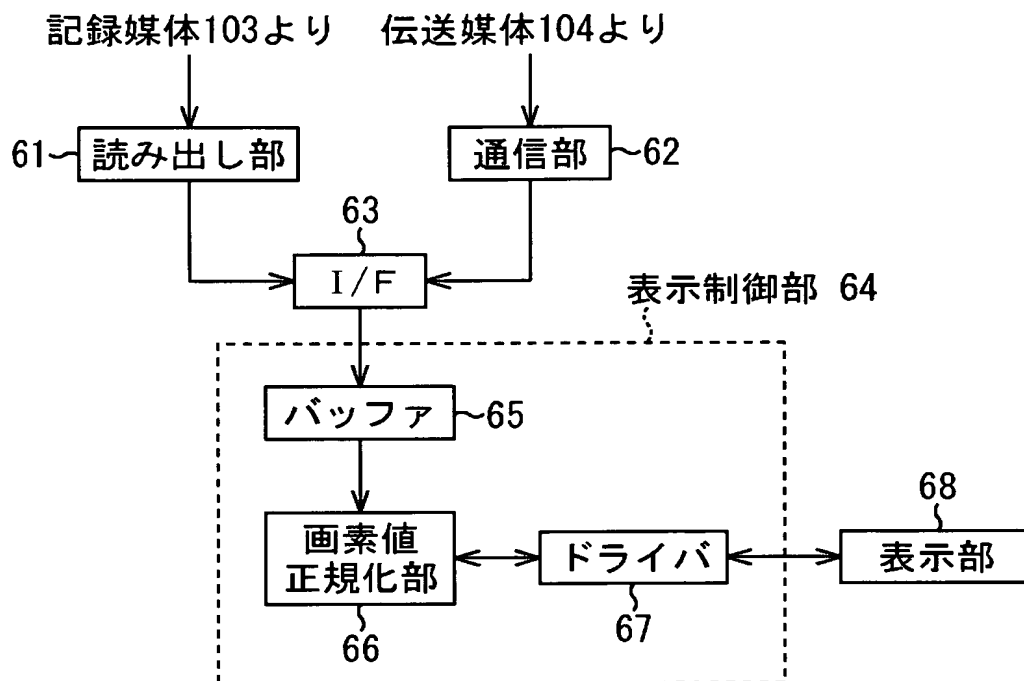 記録媒体103より
伝送媒体104より
61
読み出し部
通信部
62
63
I/F
表示制御部 64
バッファ
65
画素値
正規化部
66
ドライバ
67
68
表示部